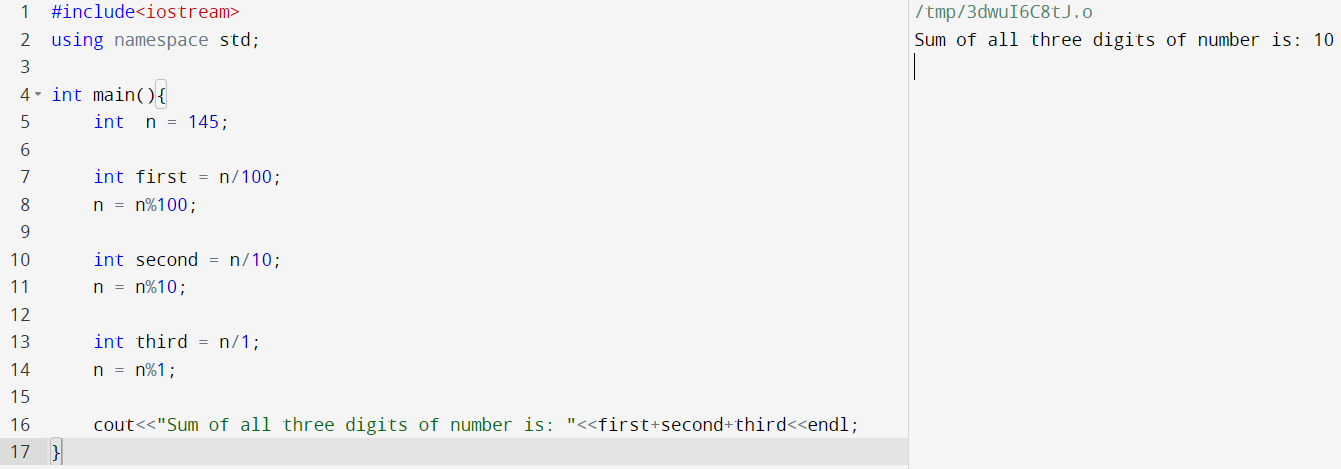 1 #include<iostream>
2 using namespace std;
3
4 int main(){
5     int  n = 145;
6
7     int first = n/100;
8     n = n%100;
9
10     int second = n/10;
11     n = n%10;
12
13     int third = n/1;
14     n = n%1;
15
16     cout<<"Sum of all three digits of number is: "<<first+second+third<<endl;
17 }
/tmp/3dwuI6C8tJ.o
Sum of all three digits of number is: 10